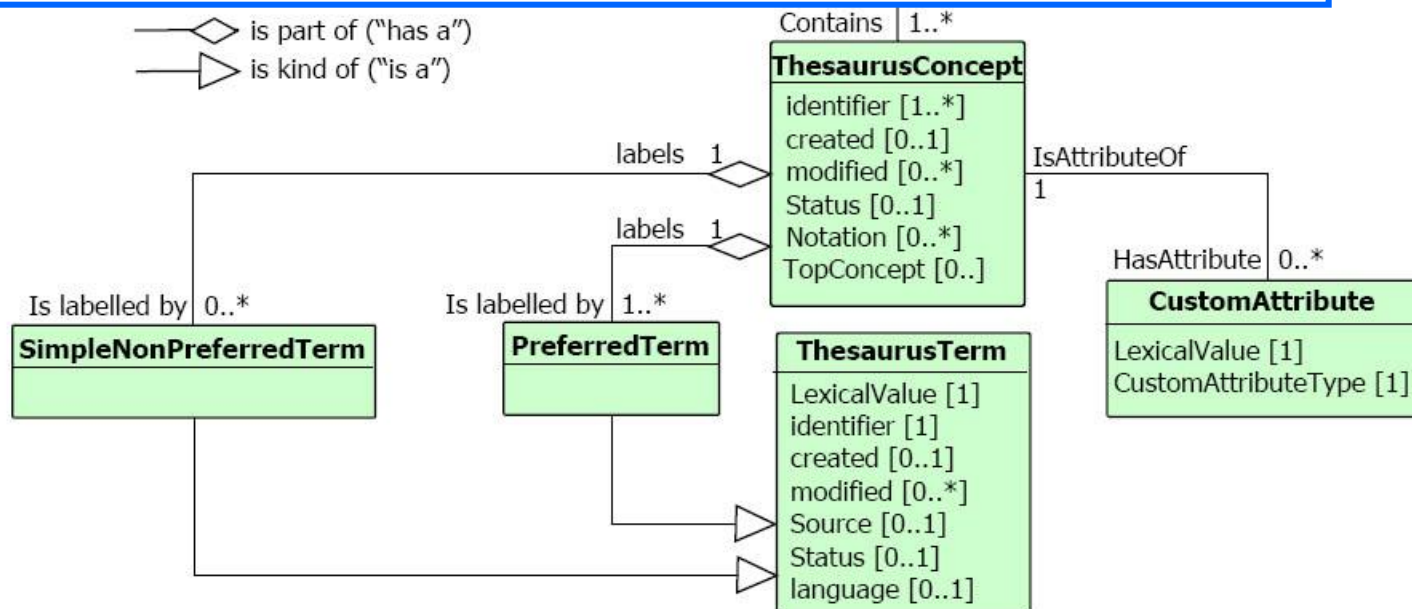 is part of ("has a")
is kind of ("is a")
Contains 1..*
ThesaurusConcept
identifier [1..*]
created [0..1]
modified [0..*]
Status [0..1]
Notation [0..*]
TopConcept [0..]
labels 1
labels 1
IsAttributeOf
1
HasAttribute 0..*
CustomAttribute
LexicalValue [1]
CustomAttributeType [1]
Is labelled by 0..*
SimpleNonPreferredTerm
Is labelled by 1..*
PreferredTerm
ThesaurusTerm
LexicalValue [1]
identifier [1]
created [0..1]
modified [0..*]
Source [0..1]
Status [0..1]
language [0..1]